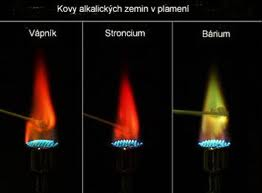 Kovy alkalických zemin v plameni
Vápník
Stroncium
Bárium